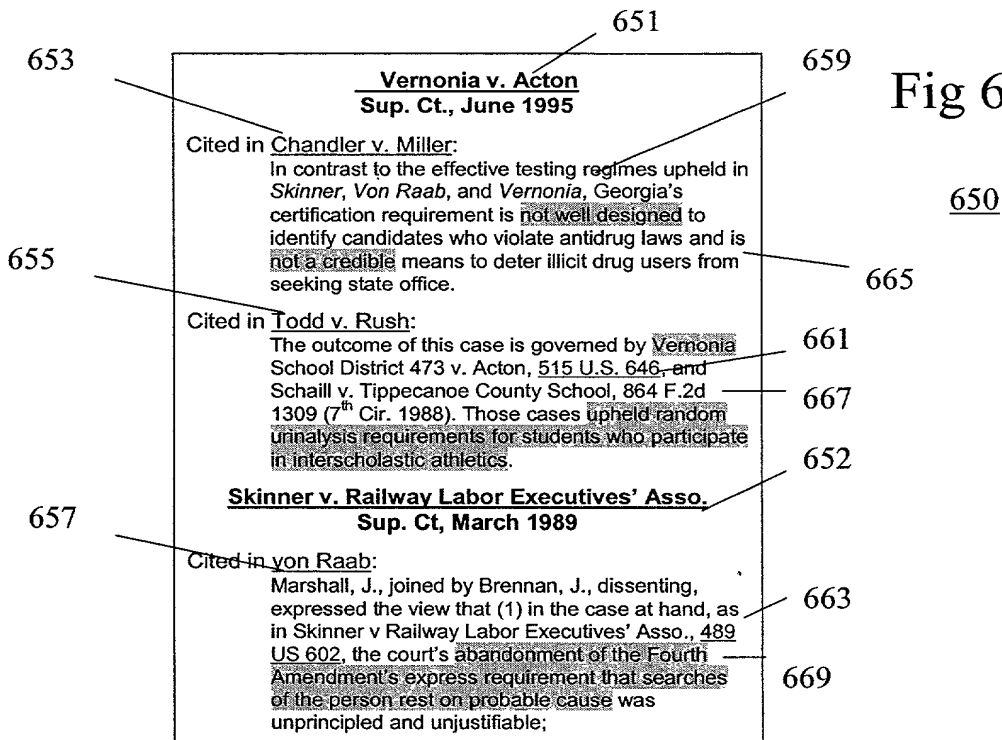 651
653
659
Fig 6
Vernonia v. Acton
Sup. Ct., June 1995
Cited in Chandler v. Miller:
In contrast to the effective testing regimes upheld in
Skinner, Von Raab, and Vernonia, Georgia's
certification requirement is not well designed to
identify candidates who violate antidrug laws and is
not a credible means to deter illicit drug users from
seeking state office.
650
655
665
Cited in Todd v. Rush:
The outcome of this case is governed by Vernonia
School District 473 v. Acton, 515 U.S. 646, and
Schaill v. Tippecanoe County School, 864 F.2d
1309 (7th Cir. 1988). Those cases upheld random
urinalysis requirements for students who participate
in interscholastic athletics.
661
667
652
Skinner v. Railway Labor Executives' Asso.
Sup. Ct, March 1989
657
Cited in von Raab:
Marshall, J., joined by Brennan, J., dissenting,
expressed the view that (1) in the case at hand, as
in Skinner v Railway Labor Executives' Asso., 489
US 602, the court's abandonment of the Fourth
Amendment's express requirement that searches
of the person rest on probable cause was
unprincipled and unjustifiable;
663
669